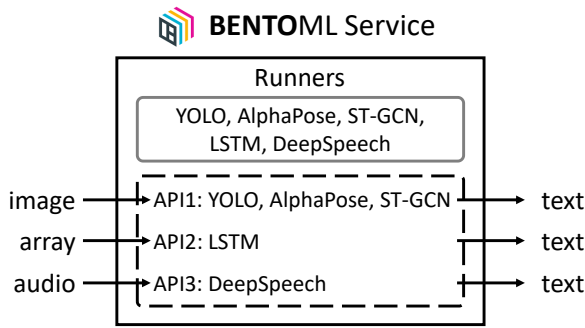 BENTOML Service
Runners
YOLO, AlphaPose, ST-GCN,
LSTM, DeepSpeech
image API1: YOLO, AlphaPose, ST-GCN text
array API2: LSTM text
audio API3: DeepSpeech text